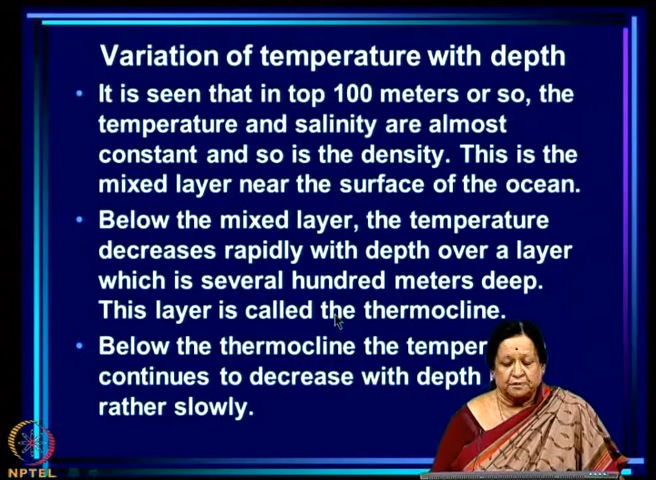 Variation of temperature with depth
• It is seen that in top 100 meters or so, the
temperature and salinity are almost
constant and so is the density. This is the
mixed layer near the surface of the ocean.
• Below the mixed layer, the temperature
decreases rapidly with depth over a layer
which is several hundred meters deep.
This layer is called the thermocline.
• Below the thermocline the temper
continues to decrease with depth
rather slowly.
NPTEL